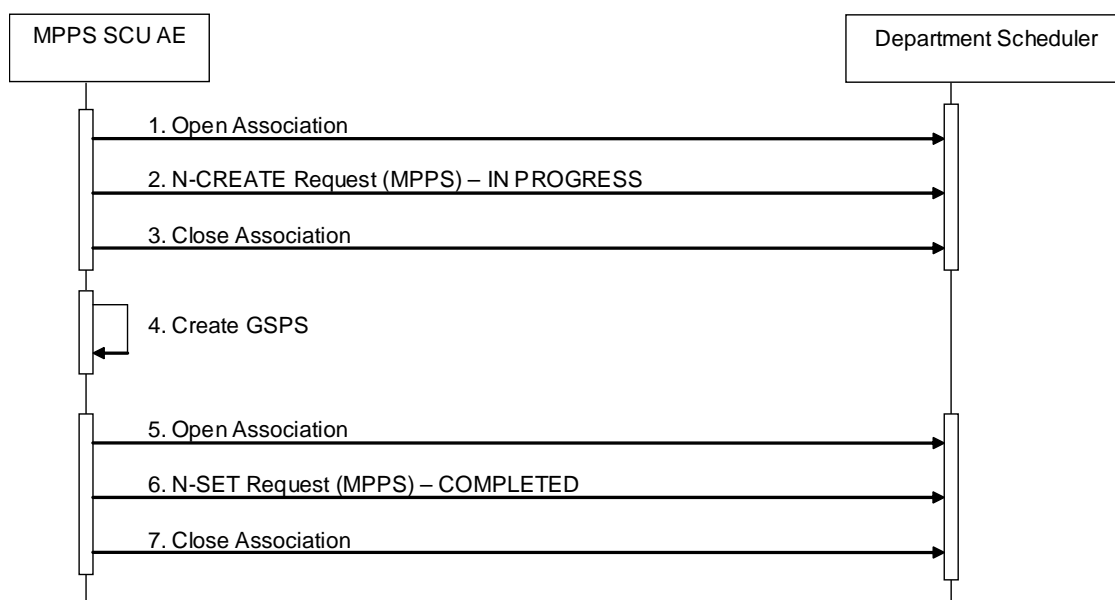 MPPS SCU AE
Department Scheduler
1. Open Association
2. N-CREATE Request (MPPS) – IN PROGRESS
3. Close Association
4. Create GSPS
5. Open Association
6. N-SET Request (MPPS) – COMPLETED
7. Close Association